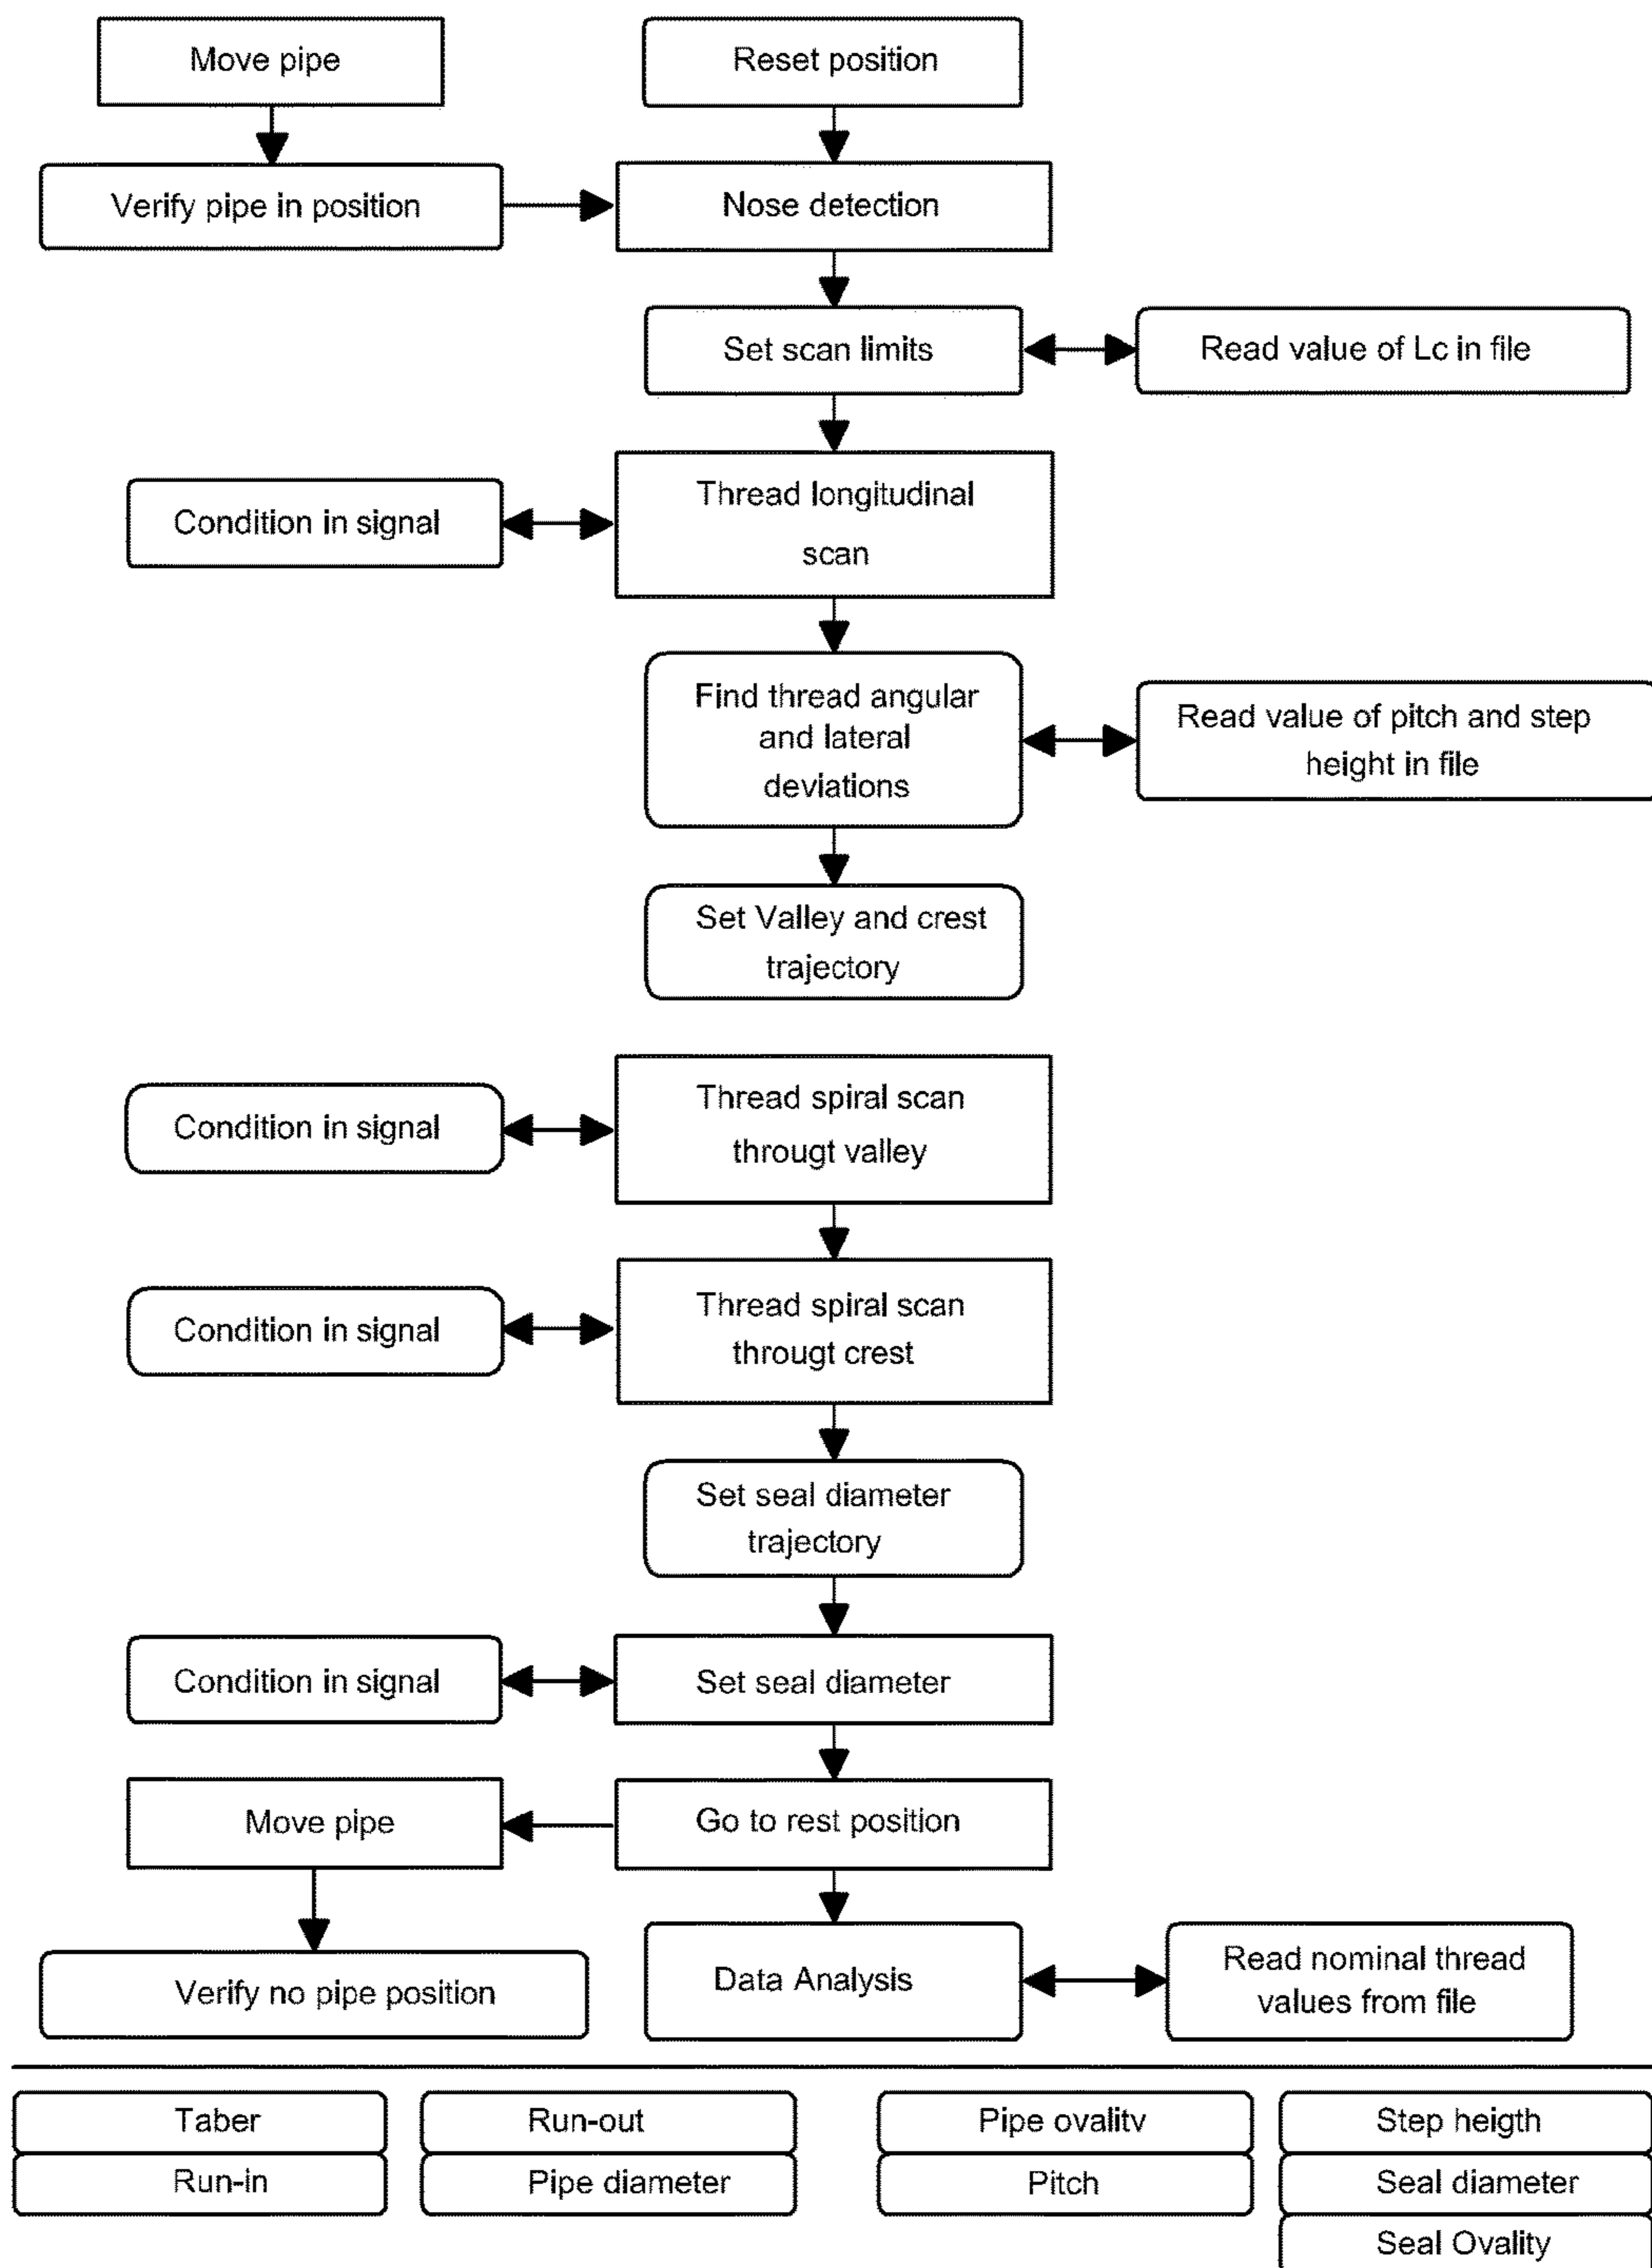 Move pipe
Reset position
Verify pipe in position
Nose detection
Set scan limits
Read value of Lc in file
Condition in signal
Thread longitudinal
scan
Find thread angular
and lateral
deviations
Read value of pitch and step
height in file
Set Valley and crest
trajectory
Condition in signal
Thread spiral scan
througt valley
Condition in signal
Thread spiral scan
througt crest
Set seal diameter
trajectory
Condition in signal
Set seal diameter
Move pipe
Go to rest position
Verify no pipe position
Data Analysis
Read nominal thread
values from file
Taber
Run-out
Pipe ovality
Step heigth
Run-in
Pipe diameter
Pitch
Seal diameter
Seal Ovality